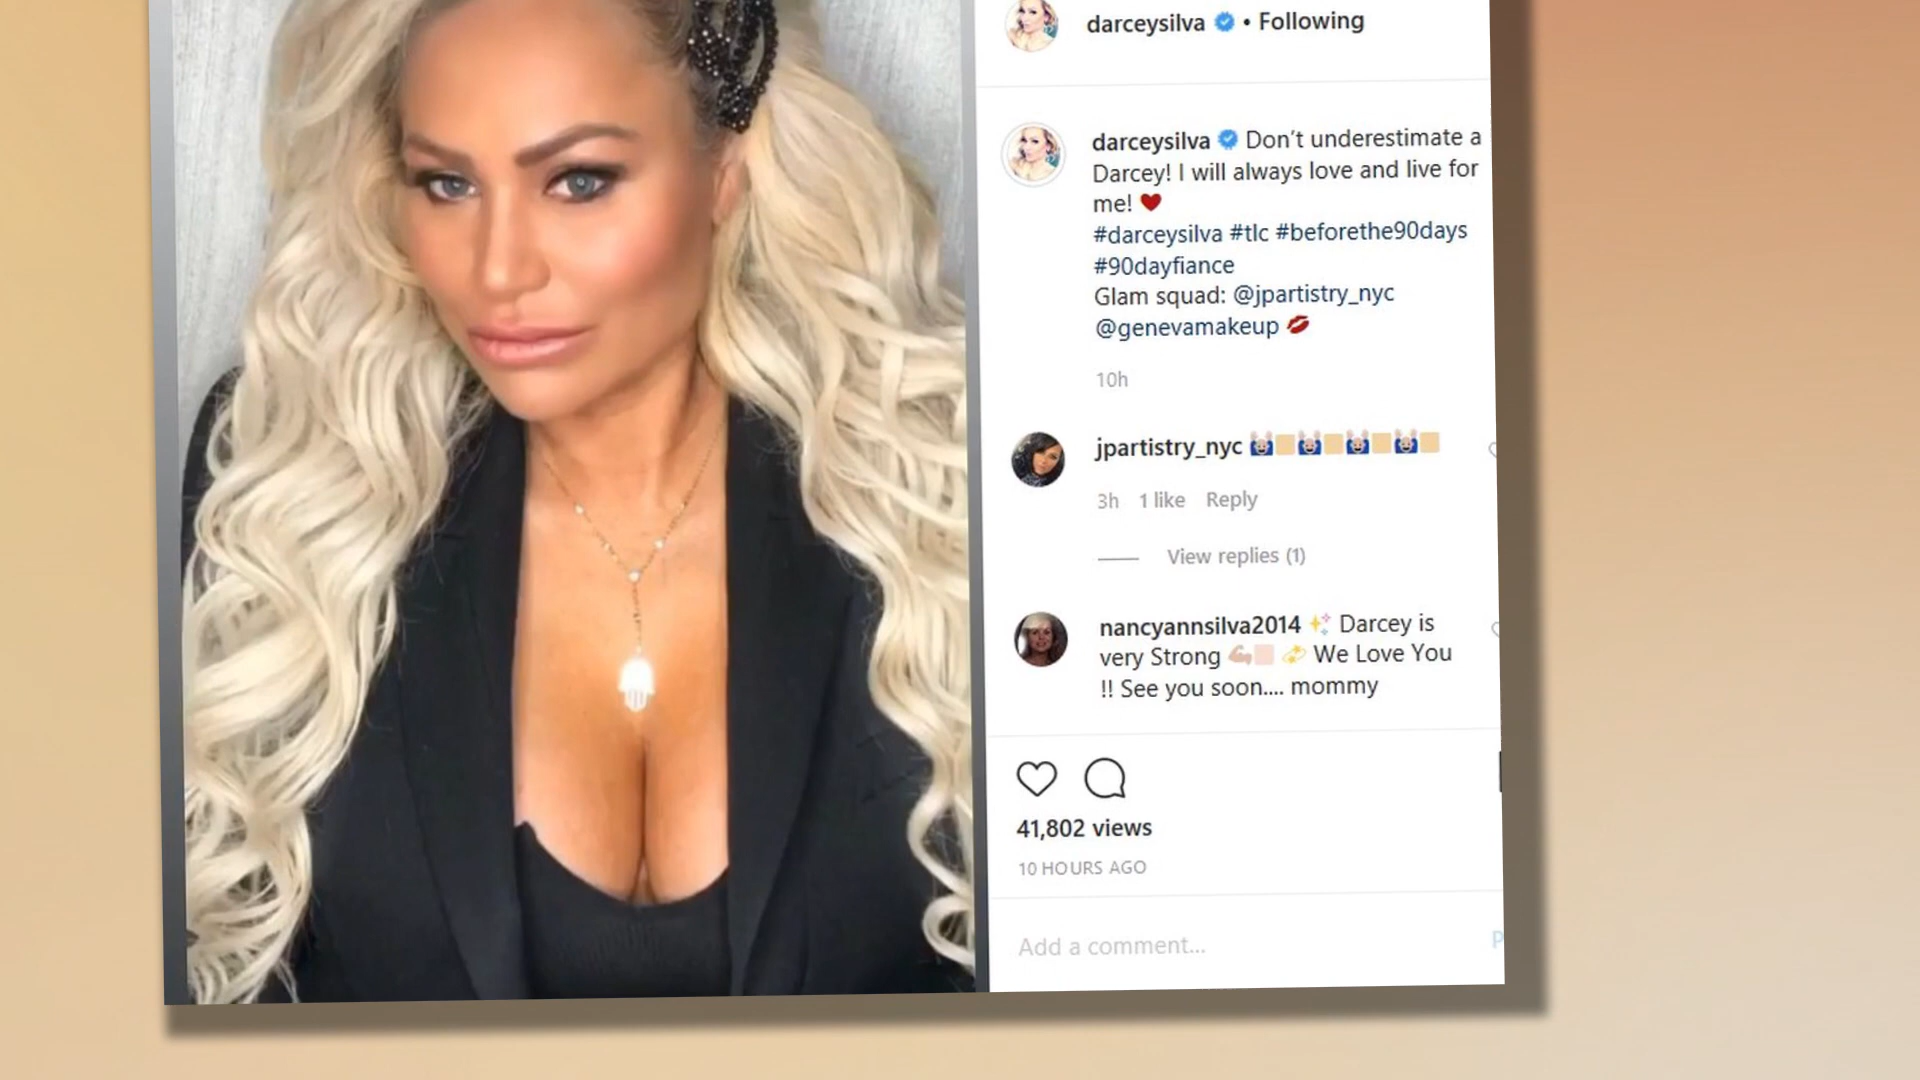 darceysilva • Following
darceysilva Don’t underestimate a
Darcey! I will always love and live for
me! ❤️
#darceysilva #tlc #beforethe90days
#90dayfiance
Glam squad: @jpartistry_nyc
@genevamakeup 💋
10h
jpartistry_nyc
3h 1 like Reply
View replies (1)
nancyannsilva2014 ✨ Darcey is
very Strong 💪 💫 We Love You
!! See you soon.... mommy
41,802 views
10 HOURS AGO
Add a comment... P